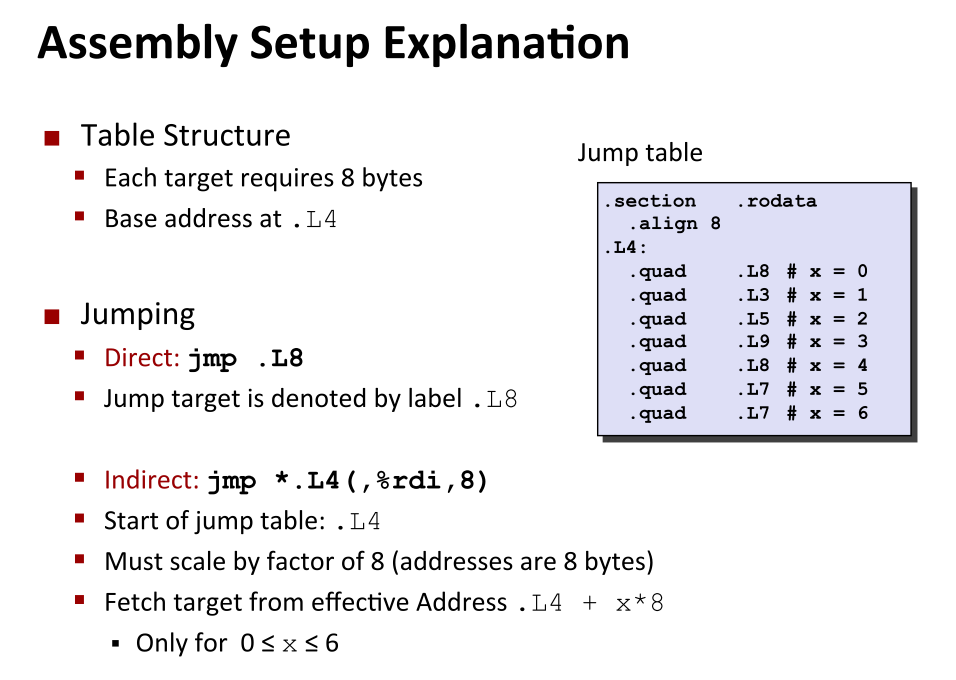 Assembly Setup Explanation
Table Structure
Each target requires 8 bytes
Base address at .L4
Jumping
Direct: jmp .L8
Jump target is denoted by label .L8
Indirect: jmp *.L4(,%rdi,8)
Start of jump table: .L4
Must scale by factor of 8 (addresses are 8 bytes)
Fetch target from effective Address .L4 + x*8
Only for 0 ≤ x ≤ 6
Jump table
.section .rodata
.align 8
.L4:
.quad .L8 # x = 0
.quad .L3 # x = 1
.quad .L5 # x = 2
.quad .L9 # x = 3
.quad .L8 # x = 4
.quad .L7 # x = 5
.quad .L7 # x = 6